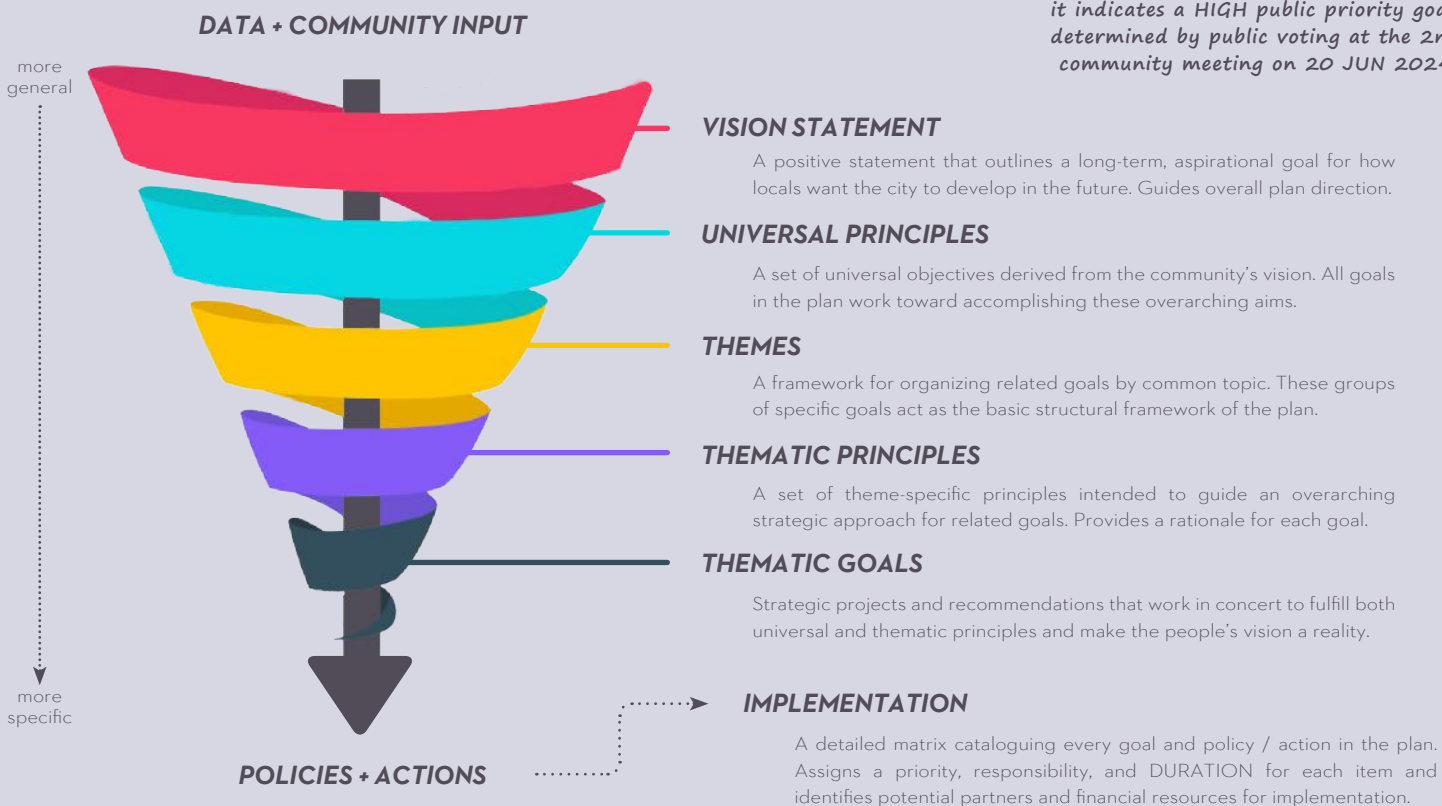 DATA + COMMUNITY INPUT
it indicates a HIGH public priority goal
determined by public voting at the
community meeting on 20 JUN 2024
more
general
VISION STATEMENT
A positive statement that outlines a long-term, aspirational goal for how
locals want the city to develop in the future. Guides overall plan direction.
UNIVERSAL PRINCIPLES
A set of universal objectives derived from the community's vision. All goals
in the plan work toward accomplishing these overarching aims.
THEMES
A framework for organizing related goals by common topic. These groups
of specific goals act as the basic structural framework of the plan.
THEMATIC PRINCIPLES
A set of theme-specific principles intended to guide an overarching
strategic approach for related goals. Provides a rationale for each goal.
THEMATIC GOALS
Strategic projects and recommendations that work in concert to fulfill both
universal and thematic principles and make the people's vision a reality.
more
specific
POLICIES + ACTIONS
IMPLEMENTATION
A detailed matrix cataloguing every goal and policy / action in the plan.
Assigns a priority, responsibility, and DURATION for each item and
identifies potential partners and financial resources for implementation.